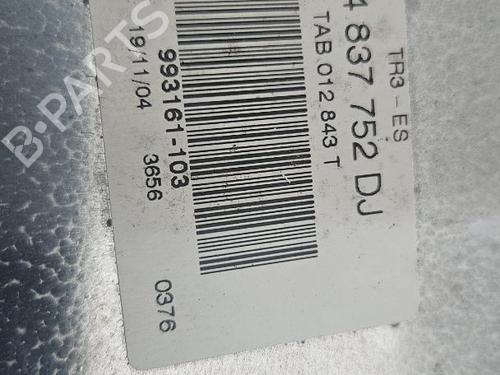 TR3 - ES
4 837 752 DJ
TAB 012 843 T
993161-103
19/11/04
3656
0376
B-PARTS